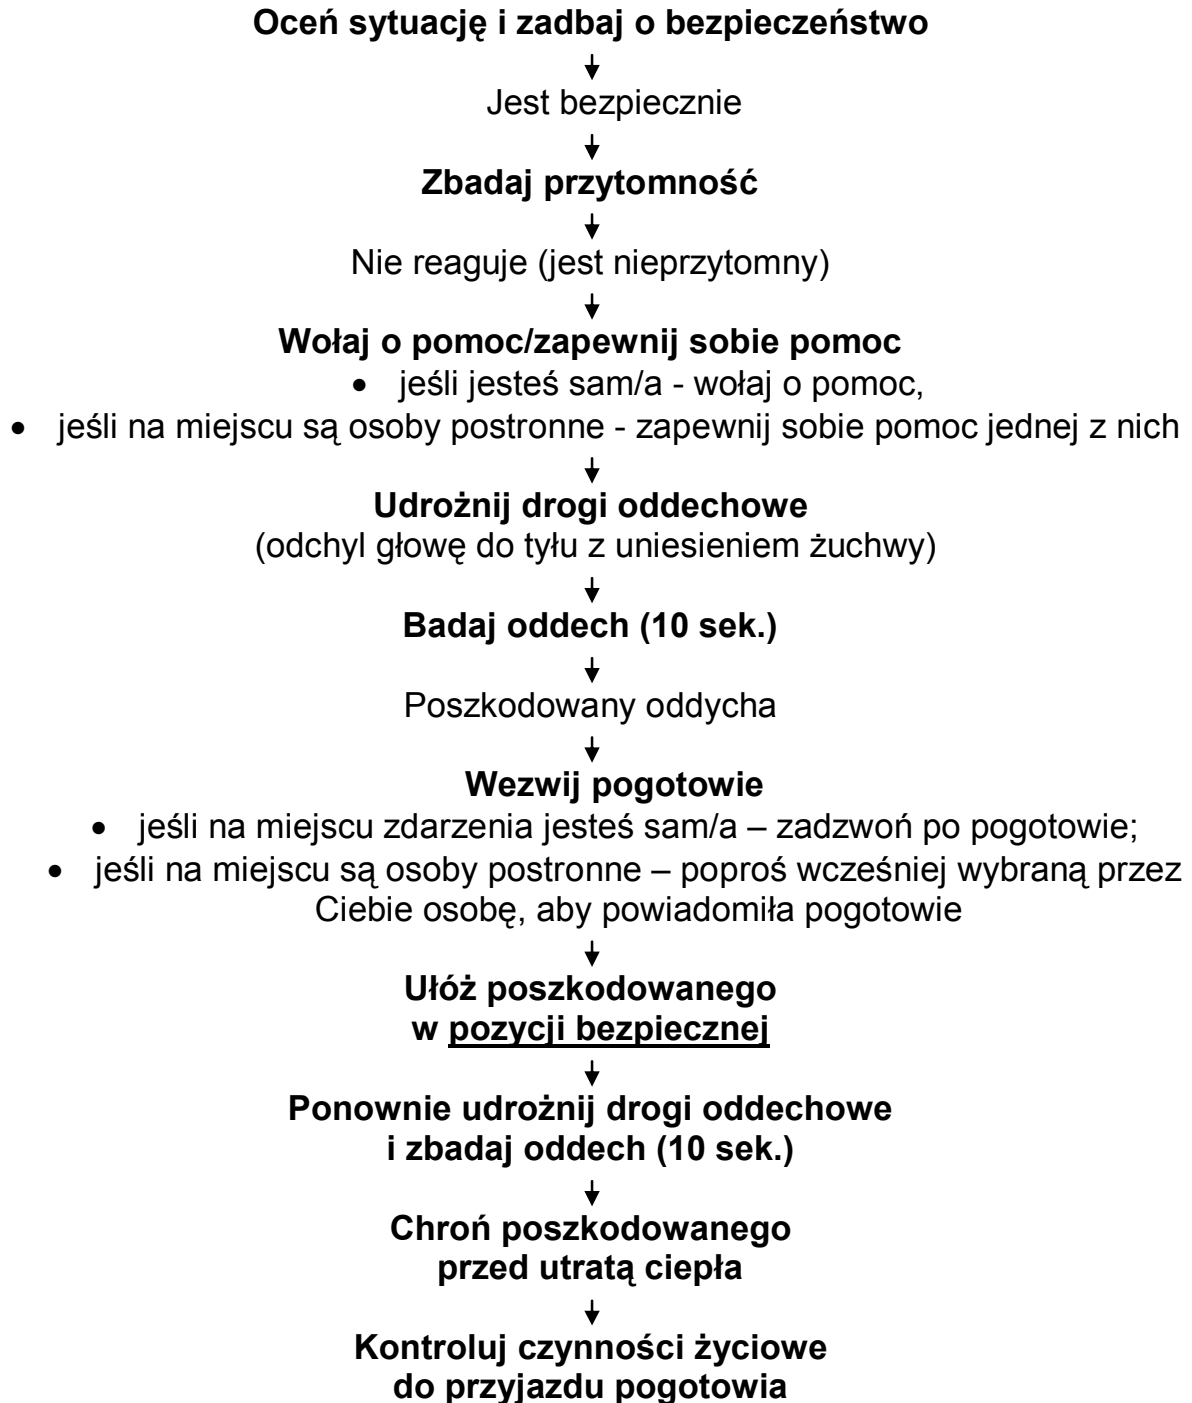 Oceń sytuację i zadbaj o bezpieczeństwo
Jest bezpiecznie
Zbadaj przytomność
Nie reaguje (jest nieprzytomny)
Wołaj o pomoc/zapewnij sobie pomoc
• jeśli jesteś sam/a - wołaj o pomoc,
• jeśli na miejscu są osoby postronne - zapewnij sobie pomoc jednej z nich
Udrożnij drogi oddechowe
(odchyl głowę do tyłu z uniesieniem żuchwy)
Badaj oddech (10 sek.)
Poszkodowany oddycha
Wezwij pogotowie
• jeśli na miejscu zdarzenia jesteś sam/a – zadzwoń po pogotowie;
• jeśli na miejscu są osoby postronne – poproś wcześniej wybraną przez
Ciebie osobę, aby powiadomiła pogotowie
Ułóż poszkodowanego
w pozycji bezpiecznej
Ponownie udrożnij drogi oddechowe
i zbadaj oddech (10 sek.)
Chroń poszkodowanego
przed utratą ciepła
Kontroluj czynności życiowe
do przyjazdu pogotowia